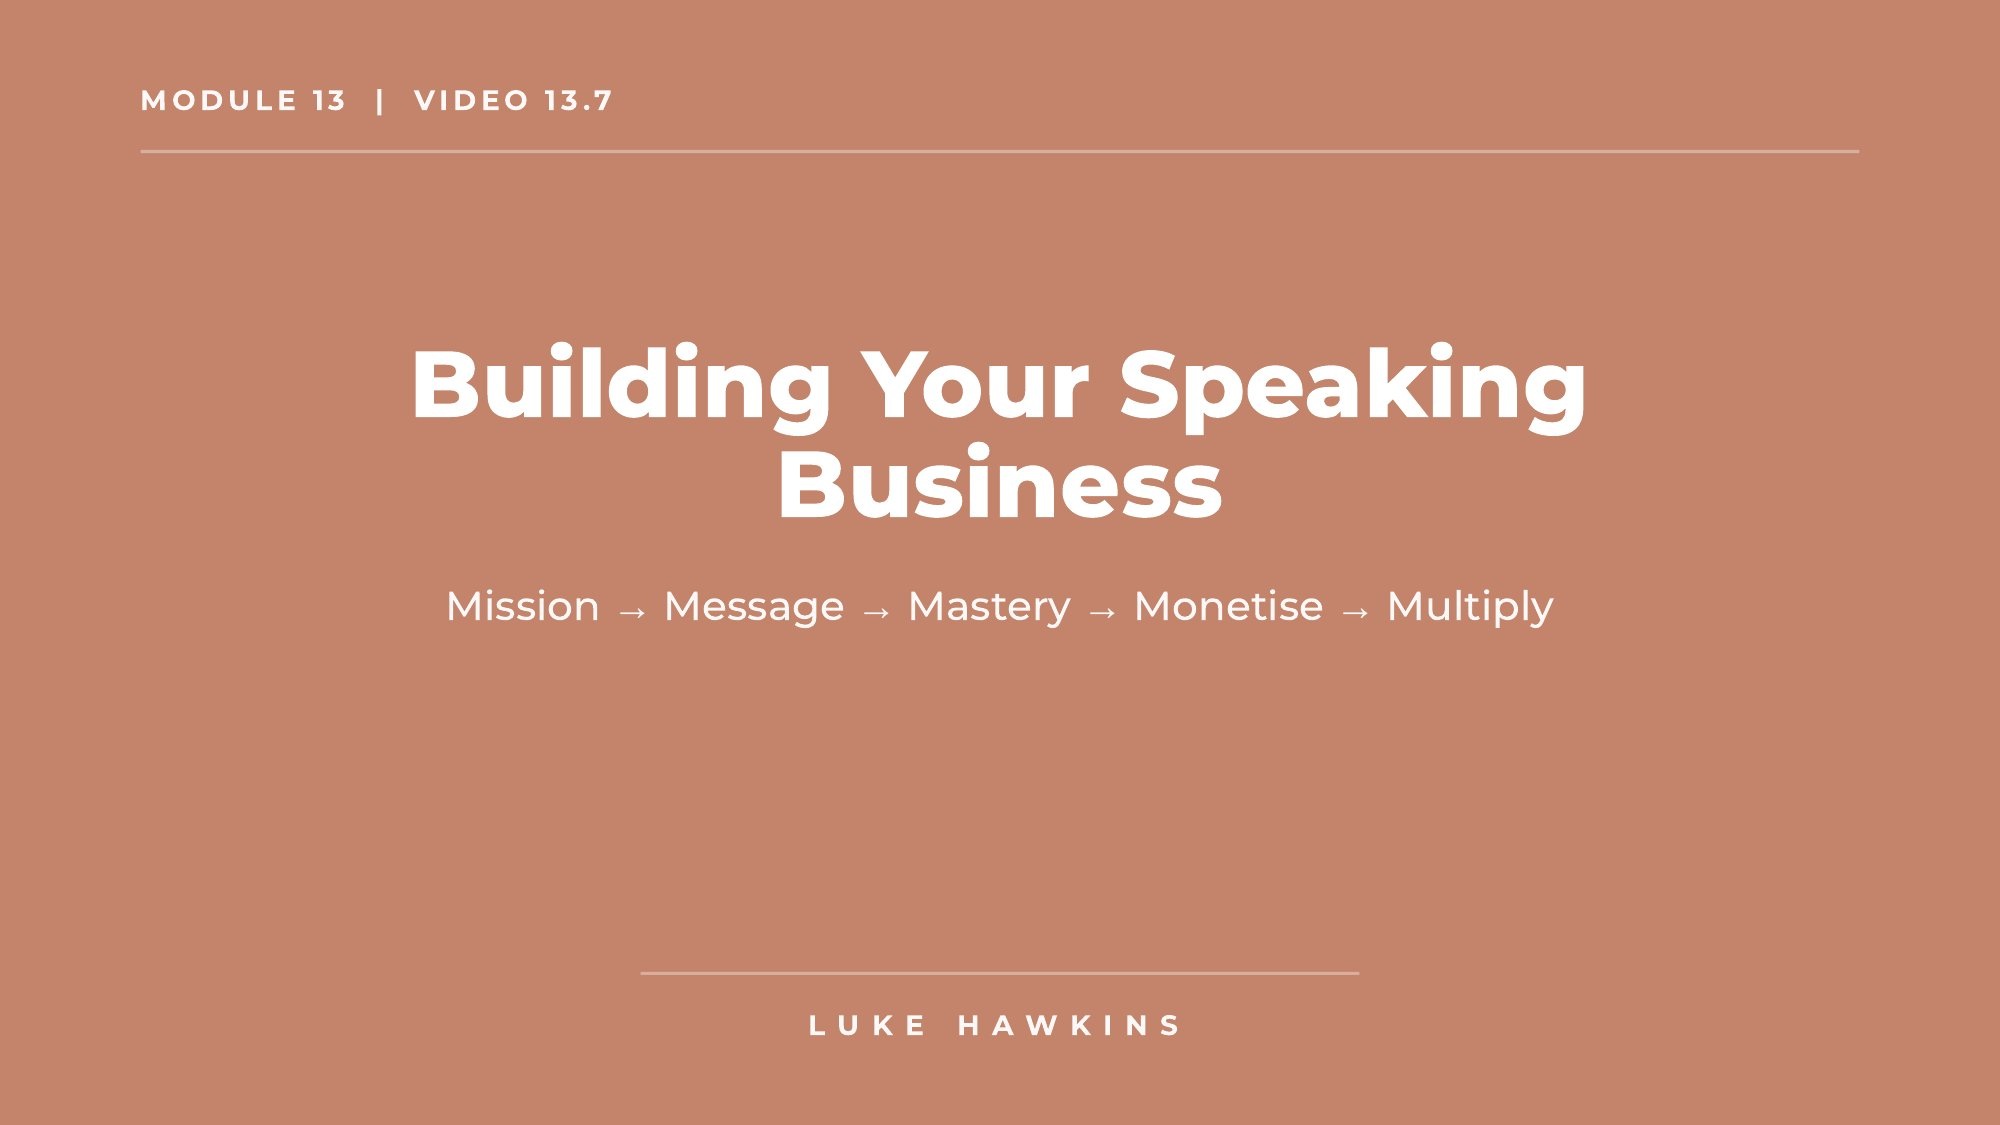 MODULE 13 | VIDEO 13.7
Building Your Speaking
Business
Mission → Message → Mastery → Monetise → Multiply
LUKE HAWKINS